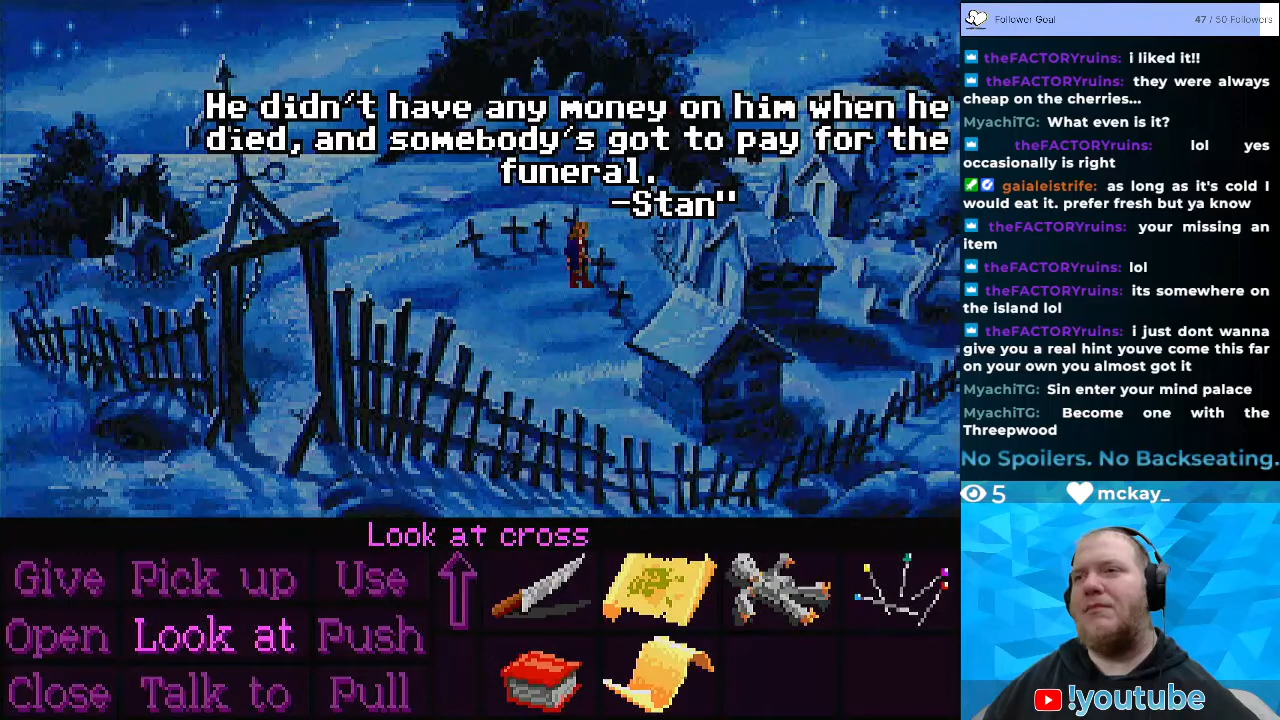 He didn't have any money on him when he
died, and somebody's got to pay for the
funeral.
-Stan"
Look at cross
Give Pick up Use
Open Look at Push
Close Talk to Pull
Follower Goal 47 / 50 Followers
theFACTORYruins: i liked it!!
theFACTORYruins: they were always
cheap on the cherries...
MyachiTG: What even is it?
theFACTORYruins: lol yes
occasionally is right
gaialeistrife: as long as it's cold I
would eat it. prefer fresh but ya know
theFACTORYruins: your missing an
item
theFACTORYruins: lol
theFACTORYruins: its somewhere on
the island lol
theFACTORYruins: i just dont wanna
give you a real hint youve come this far
on your own you almost got it
MyachiTG: Sin enter your mind palace
MyachiTG: Become one with the
Threepwood
No Spoilers. No Backseating.
5 mckay_
!youtube